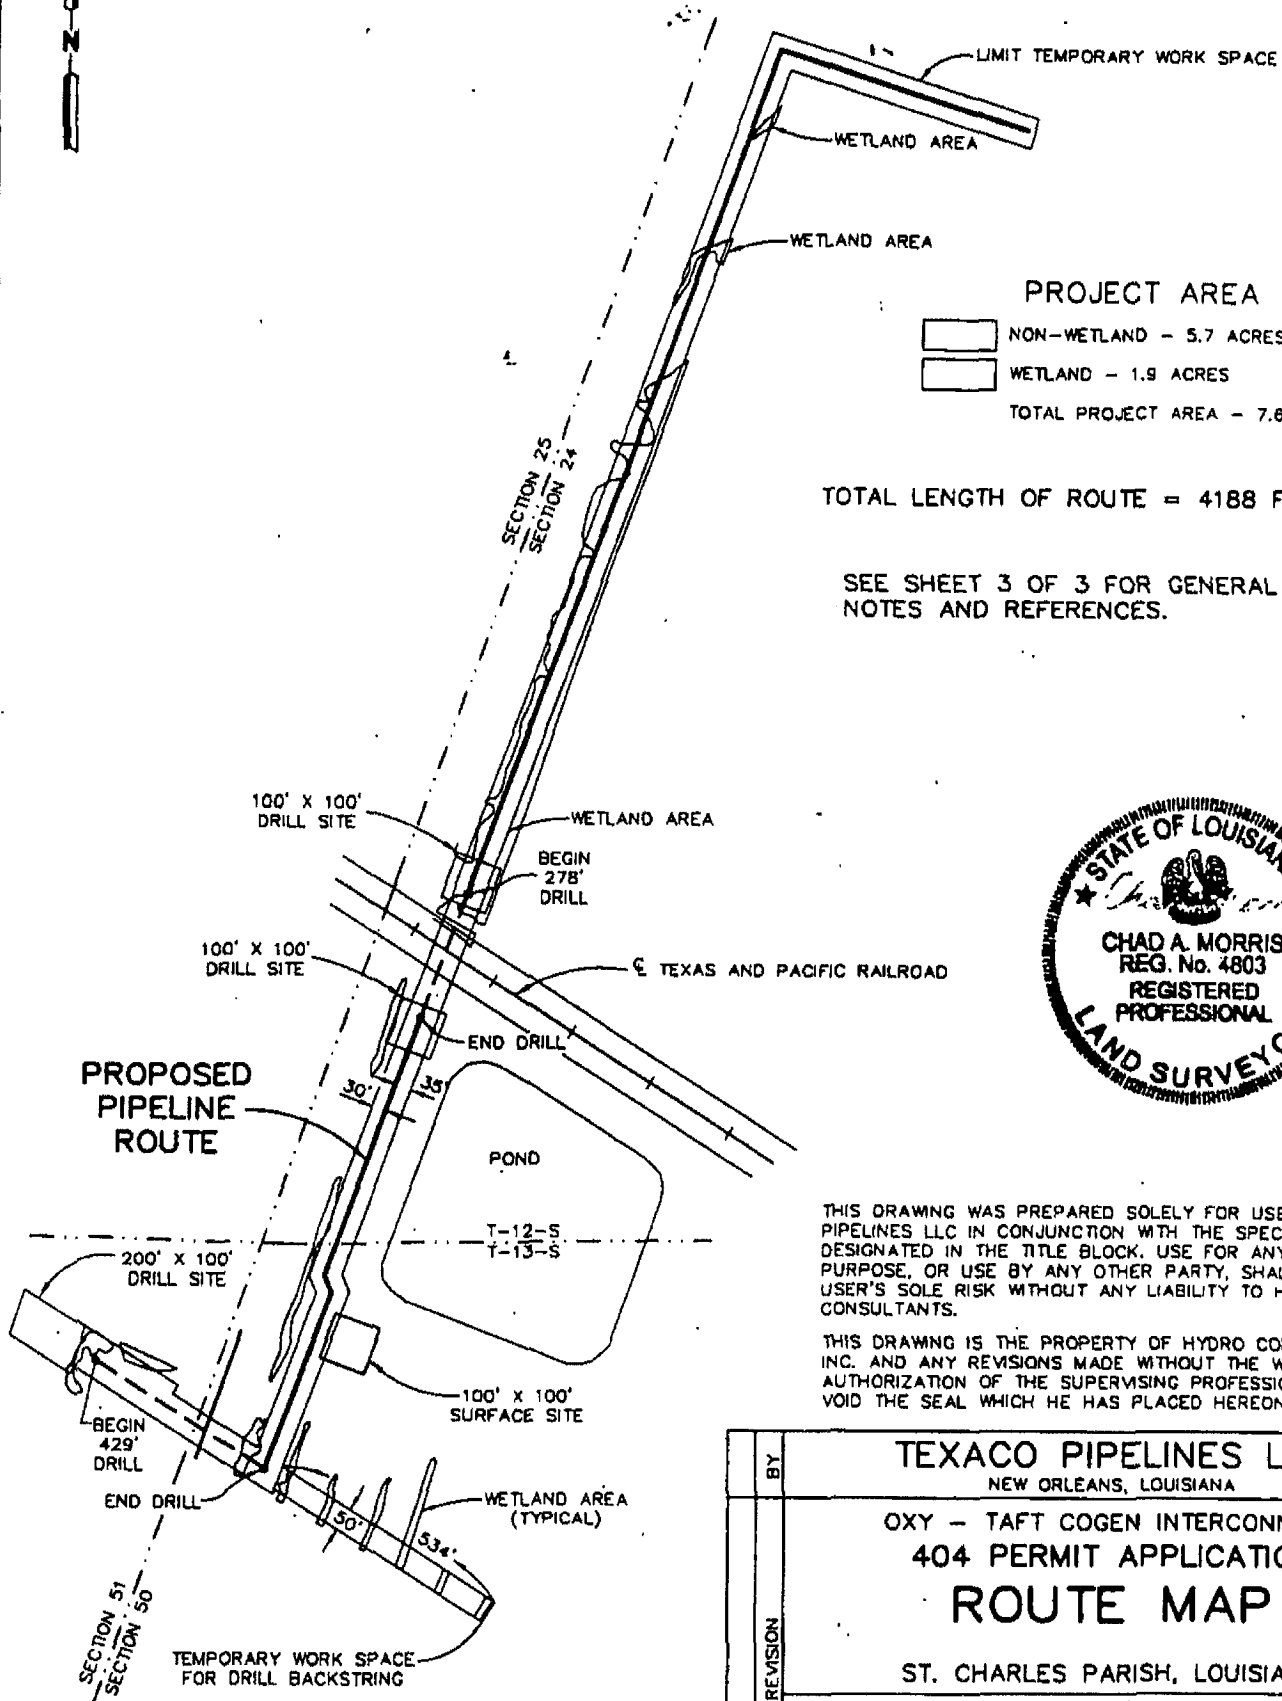 N
LIMIT TEMPORARY WORK SPACE
WETLAND AREA
WETLAND AREA
PROJECT AREA
NON-WETLAND - 5.7 ACRES
WETLAND - 1.9 ACRES
TOTAL PROJECT AREA - 7.6
SECTION 25
SECTION 24
TOTAL LENGTH OF ROUTE = 4188 F
SEE SHEET 3 OF 3 FOR GENERAL
NOTES AND REFERENCES.
100' X 100'
DRILL SITE
WETLAND AREA
BEGIN
278'
DRILL
STATE OF LOUISIAN
CHAD A. MORRIS
REG. No. 4803
REGISTERED
PROFESSIONAL
LAND SURVEYO
100' X 100'
DRILL SITE
℄ TEXAS AND PACIFIC RAILROAD
END DRILL
PROPOSED
PIPELINE
ROUTE
30'
35'
POND
T-12-S
T-13-S
200' X 100'
DRILL SITE
THIS DRAWING WAS PREPARED SOLELY FOR USE
PIPELINES LLC IN CONJUNCTION WITH THE SPEC
DESIGNATED IN THE TITLE BLOCK. USE FOR ANY
PURPOSE, OR USE BY ANY OTHER PARTY, SHA
USER'S SOLE RISK WITHOUT ANY LIABILITY TO H
CONSULTANTS.
THIS DRAWING IS THE PROPERTY OF HYDRO CO
INC. AND ANY REVISIONS MADE WITHOUT THE W
AUTHORIZATION OF THE SUPERVISING PROFESSI
VOID THE SEAL WHICH HE HAS PLACED HEREON
100' X 100'
SURFACE SITE
BEGIN
429'
DRILL
END DRILL
WETLAND AREA
(TYPICAL)
50'
534'
SECTION 51
SECTION 50
TEMPORARY WORK SPACE
FOR DRILL BACKSTRING
BY
REVISION
TEXACO PIPELINES L
NEW ORLEANS, LOUISIANA
OXY - TAFT COGEN INTERCONN
404 PERMIT APPLICATIO
ROUTE MAP
ST. CHARLES PARISH, LOUISIA